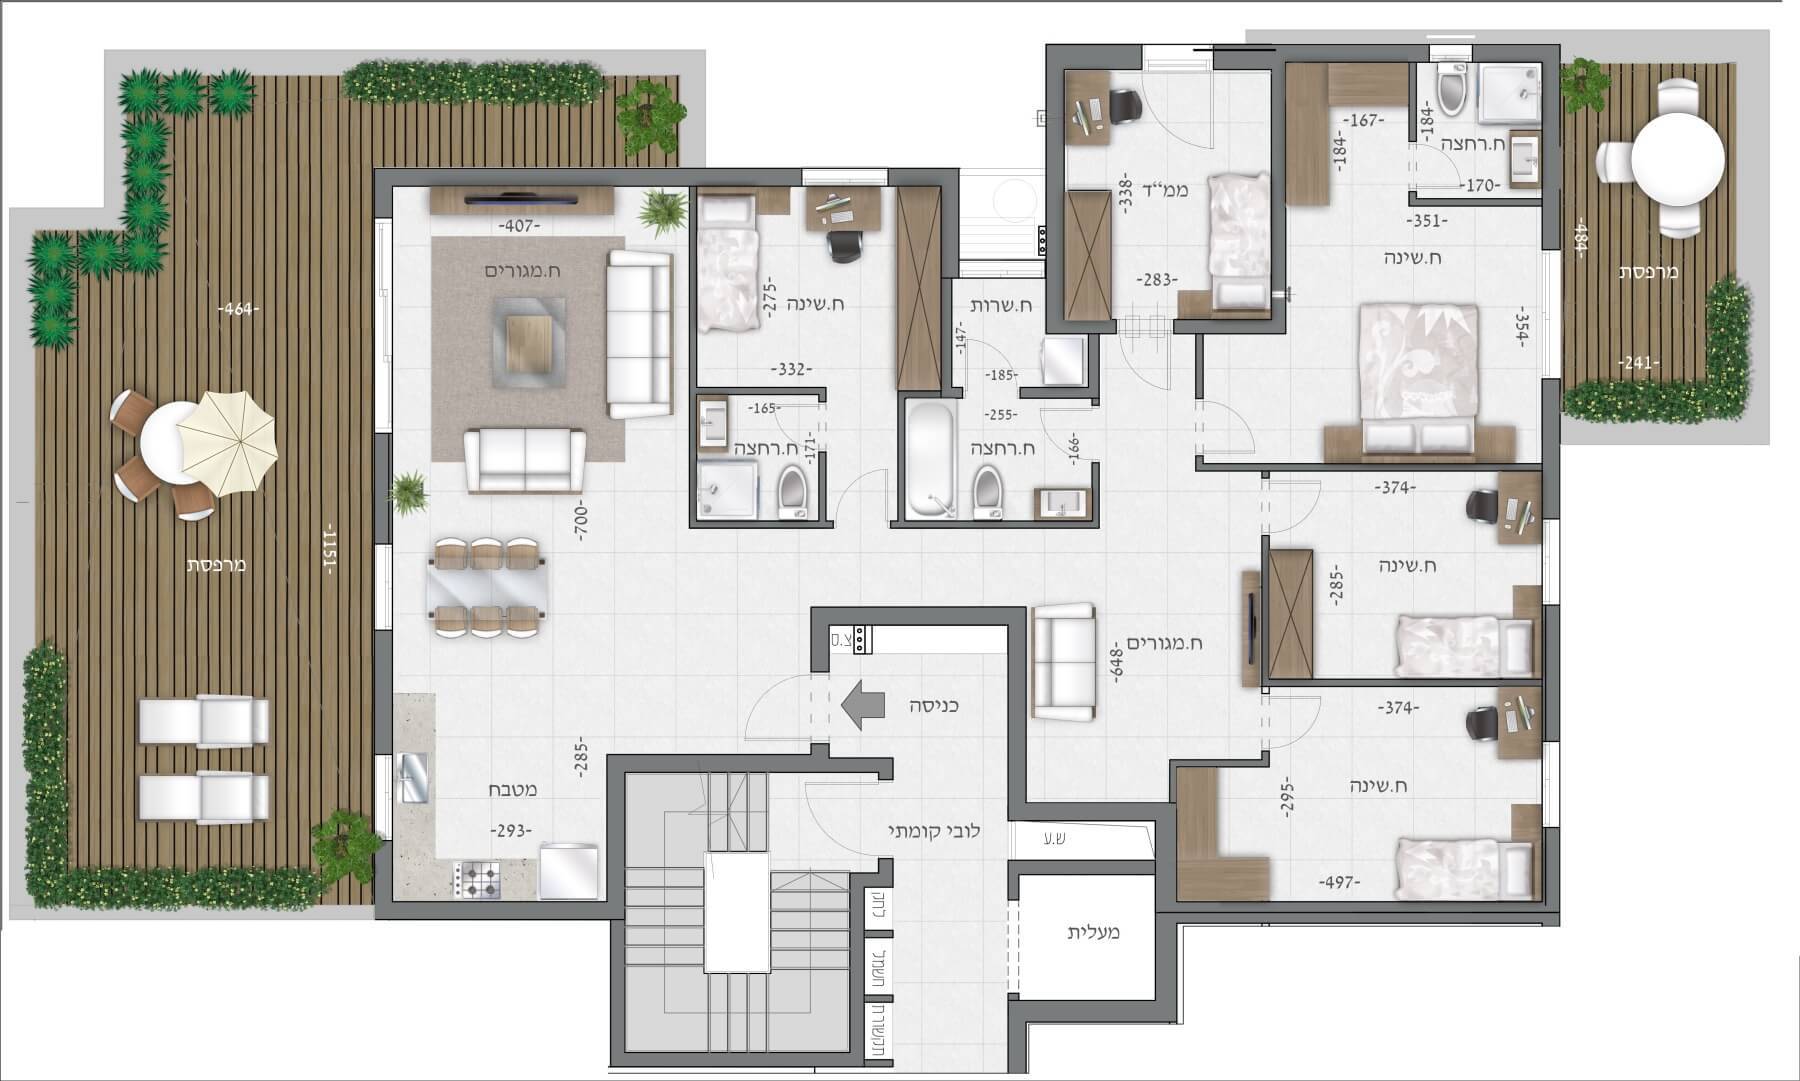 -407-
ח.מגורים
-464-
-1151-
מרפסת
-700-
-285-
מטבח
-293-
-275-
ח.שינה
-332-
-165-
-171-
ח.רחצה
ח.שרות
-147-
-185-
-255-
ח.רחצה
-166-
-338-
ממ"ד
-283-
-167-
-184-
-184-
ח.רחצה
-170-
-351-
ח.שינה
-354-
-484-
מרפסת
-241-
-374-
ח.שינה
-285-
ח.מגורים
-648-
-374-
ח.שינה
-295-
-497-
צ.ס
כניסה
לובי קומתי
ש.ע
מעלית
חשמל
תקשורת